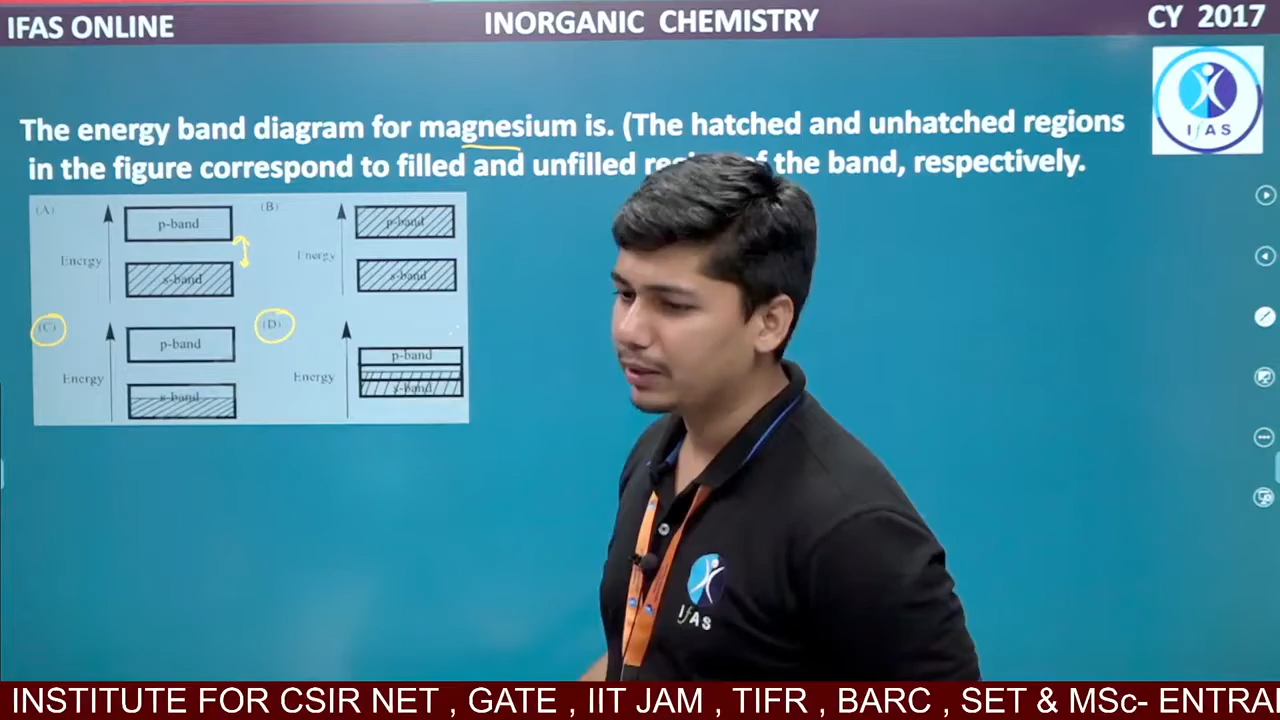 IFAS ONLINE
INORGANIC CHEMISTRY
CY 2017
IfAS
The energy band diagram for magnesium is. (The hatched and unhatched regions
in the figure correspond to filled and unfilled of the band, respectively.
(A)
p-band
Energy
s-band
(B)
p-band
Energy
s-band
(C)
p-band
Energy
s-band
(D)
p-band
Energy
s-band
IfAS
INSTITUTE FOR CSIR NET , GATE , IIT JAM , TIFR , BARC , SET & MSc- ENTRA